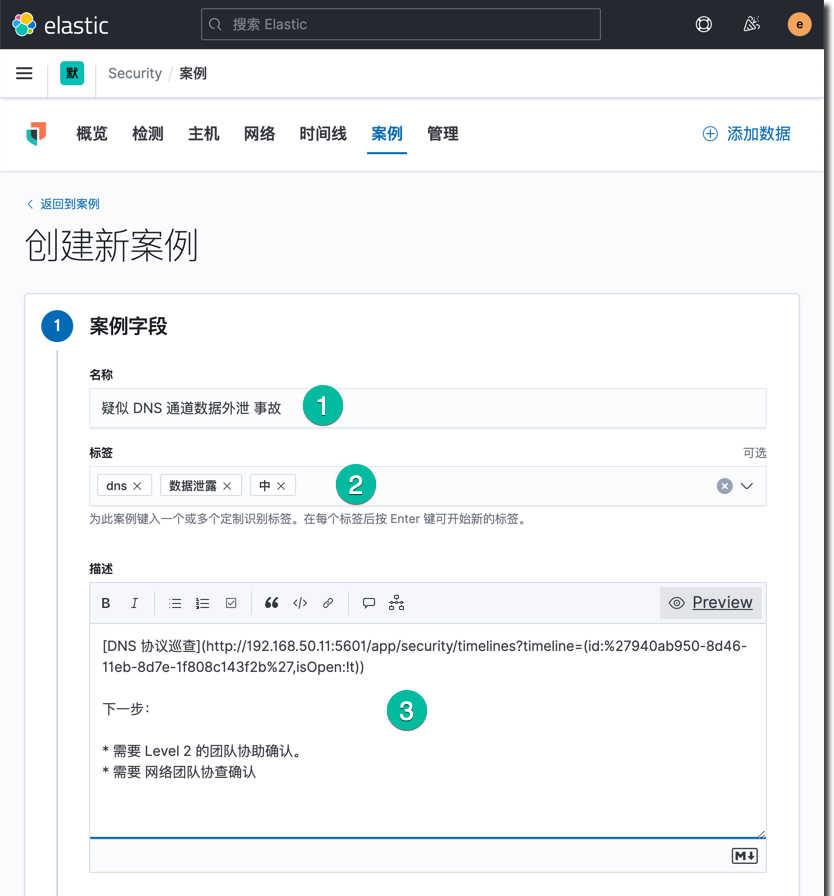 elastic
搜索 Elastic
e
默
Security / 案例
概览 检测 主机 网络 时间线 案例 管理
添加数据
返回到案例
创建新案例
1 案例字段
名称
疑似 DNS 通道数据外泄 事故
1
标签 可选
dns 数据泄露 中
2
为此案例键入一个或多个定制识别标签。在每个标签后按 Enter 键可开始新的标签。
描述
B I Preview
[DNS 协议巡查](http://192.168.50.11:5601/app/security/timelines?timeline=(id:%27940ab950-8d46-
11eb-8d7e-1f808c143f2b%27,isOpen:!t))
下一步：
3
* 需要 Level 2 的团队协助确认。
* 需要 网络团队协查确认
M